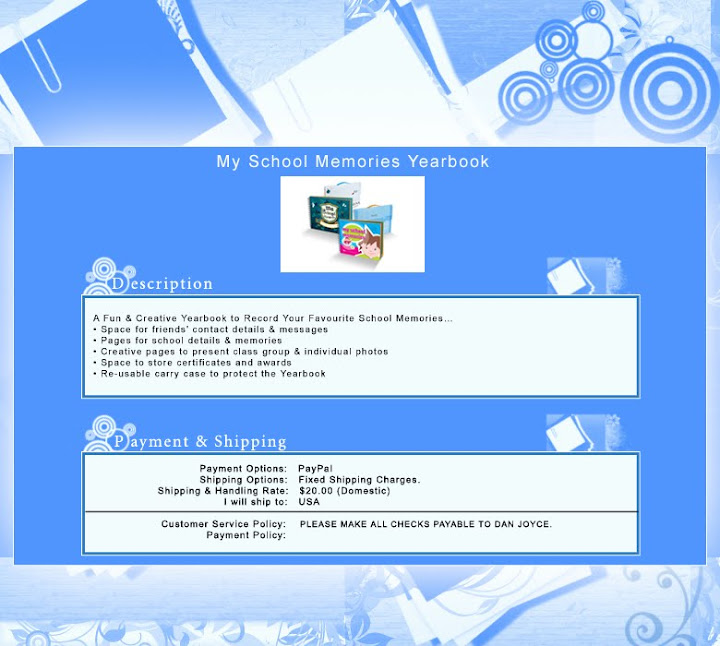 My School Memories Yearbook
my school memories
Description
A Fun & Creative Yearbook to Record Your Favourite School Memories...
• Space for friends' contact details & messages
• Pages for school details & memories
• Creative pages to present class group & individual photos
• Space to store certificates and awards
• Re-usable carry case to protect the Yearbook
Payment & Shipping
Payment Options: PayPal
Shipping Options: Fixed Shipping Charges.
Shipping & Handling Rate: $20.00 (Domestic)
I will ship to: USA
Customer Service Policy: PLEASE MAKE ALL CHECKS PAYABLE TO DAN JOYCE.
Payment Policy: